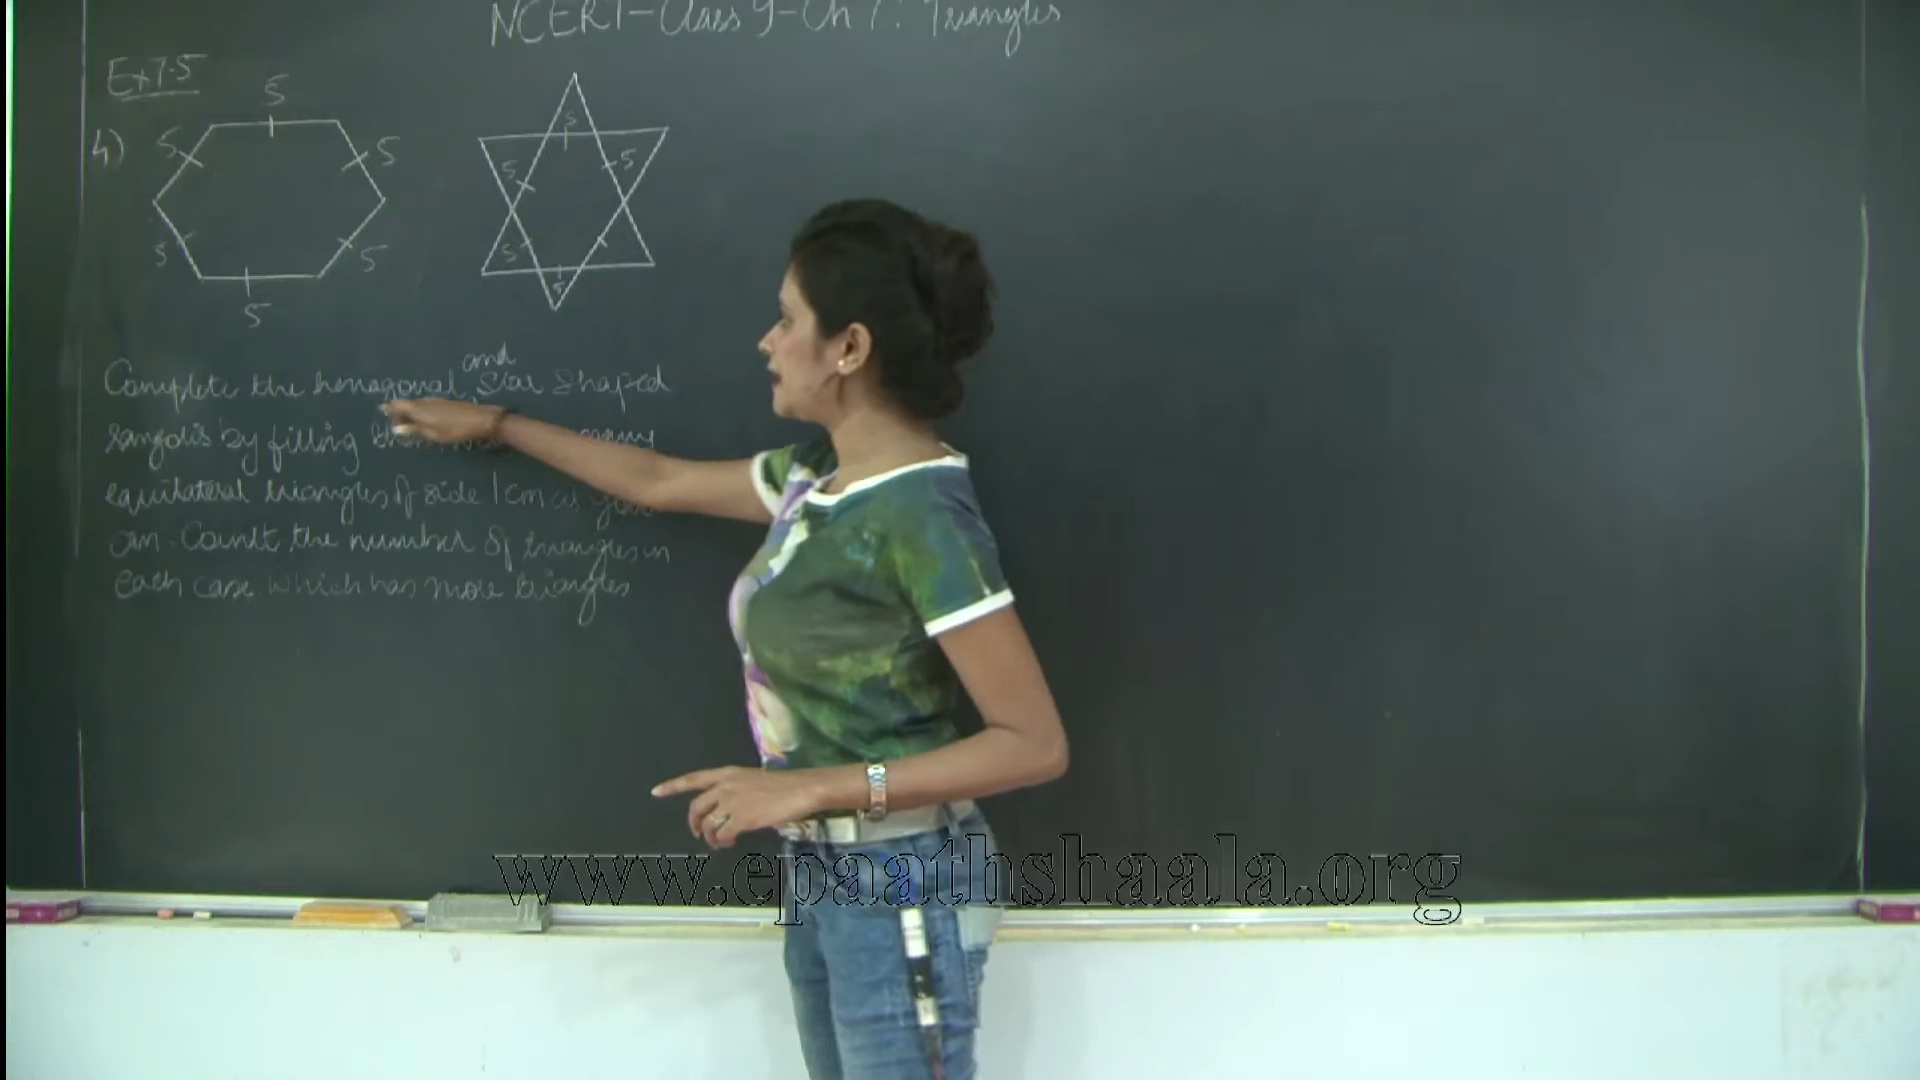 NCERT-Class 9-Ch 7: Triangles
Ex 7.5
4)
5
5
5
5
5
5
5
5
5
5
5
and
Complete the hexagonal star shaped
rangolis by filling many
equilateral triangles of side 1cm as you
can. Count the number of triangles in
each case which has more triangles
www.epaathshaala.org